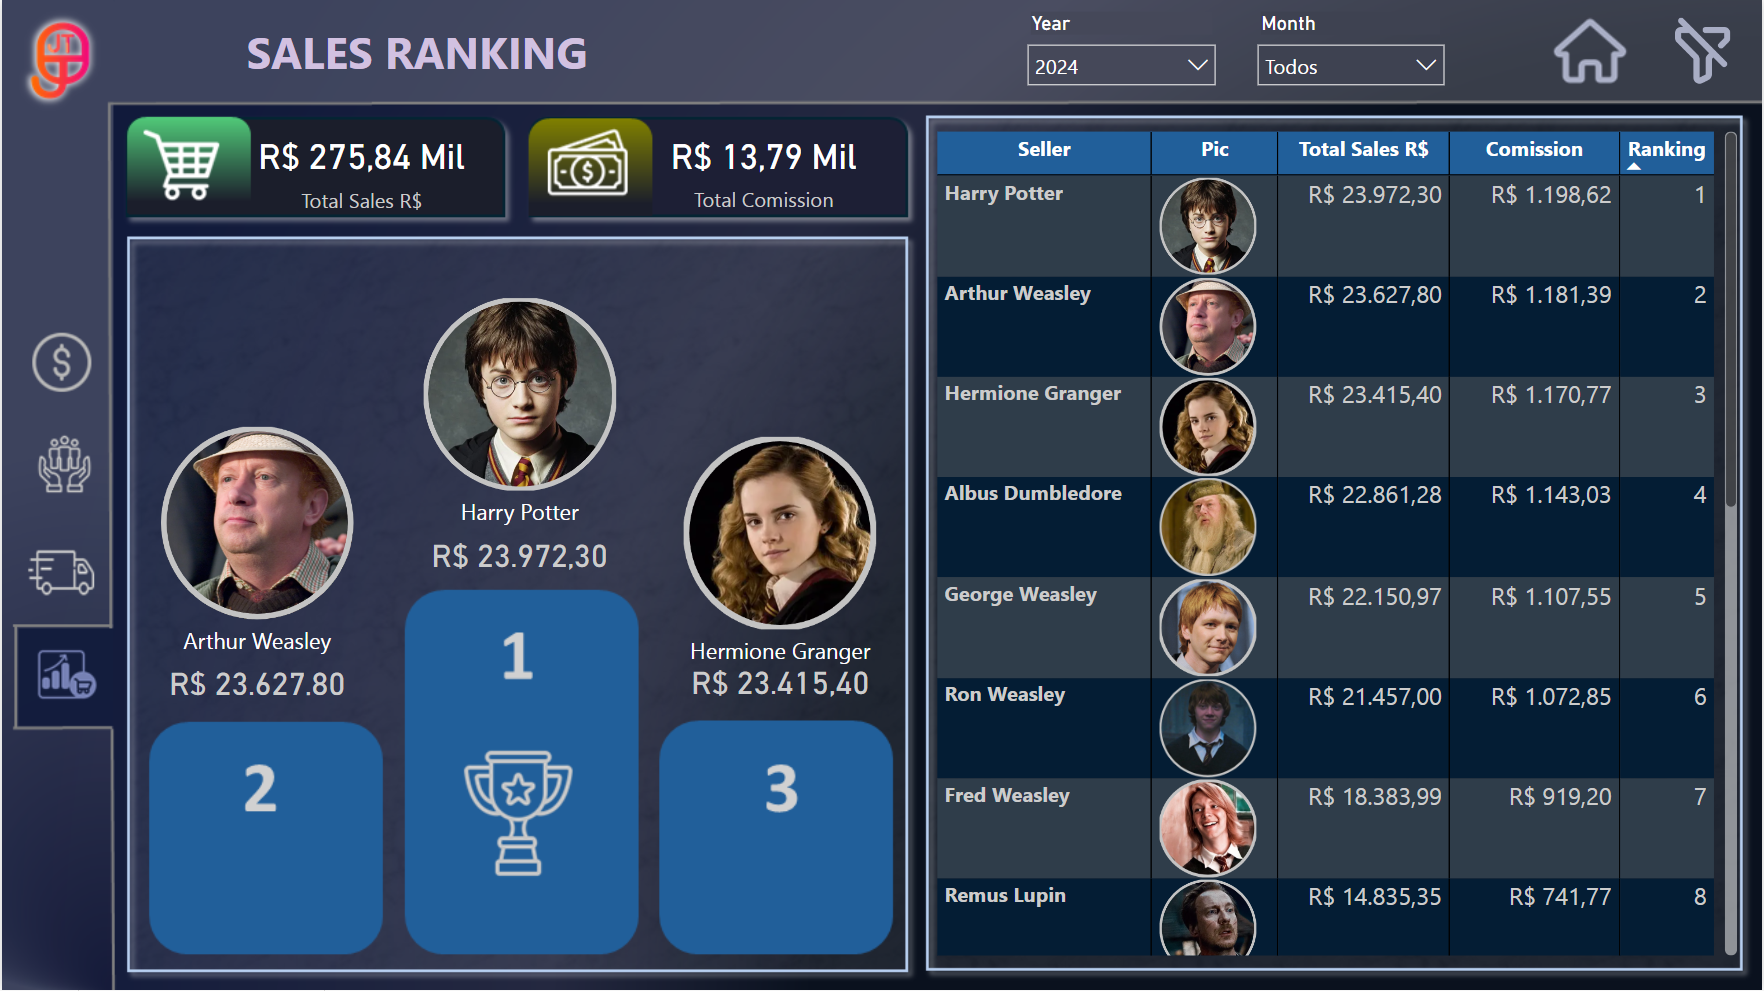 JT
SALES RANKING
Year
2024
Month
Todos
R$ 275,84 Mil
Total Sales R$
R$ 13,79 Mil
Total Comission
Harry Potter
R$ 23.972,30
Arthur Weasley
R$ 23.627.80
Hermione Granger
R$ 23.415,40
1
2
3
Seller Pic Total Sales R$ Comission Ranking
Harry Potter R$ 23.972,30 R$ 1.198,62 1
Arthur Weasley R$ 23.627,80 R$ 1.181,39 2
Hermione Granger R$ 23.415,40 R$ 1.170,77 3
Albus Dumbledore R$ 22.861,28 R$ 1.143,03 4
George Weasley R$ 22.150,97 R$ 1.107,55 5
Ron Weasley R$ 21.457,00 R$ 1.072,85 6
Fred Weasley R$ 18.383,99 R$ 919,20 7
Remus Lupin R$ 14.835,35 R$ 741,77 8